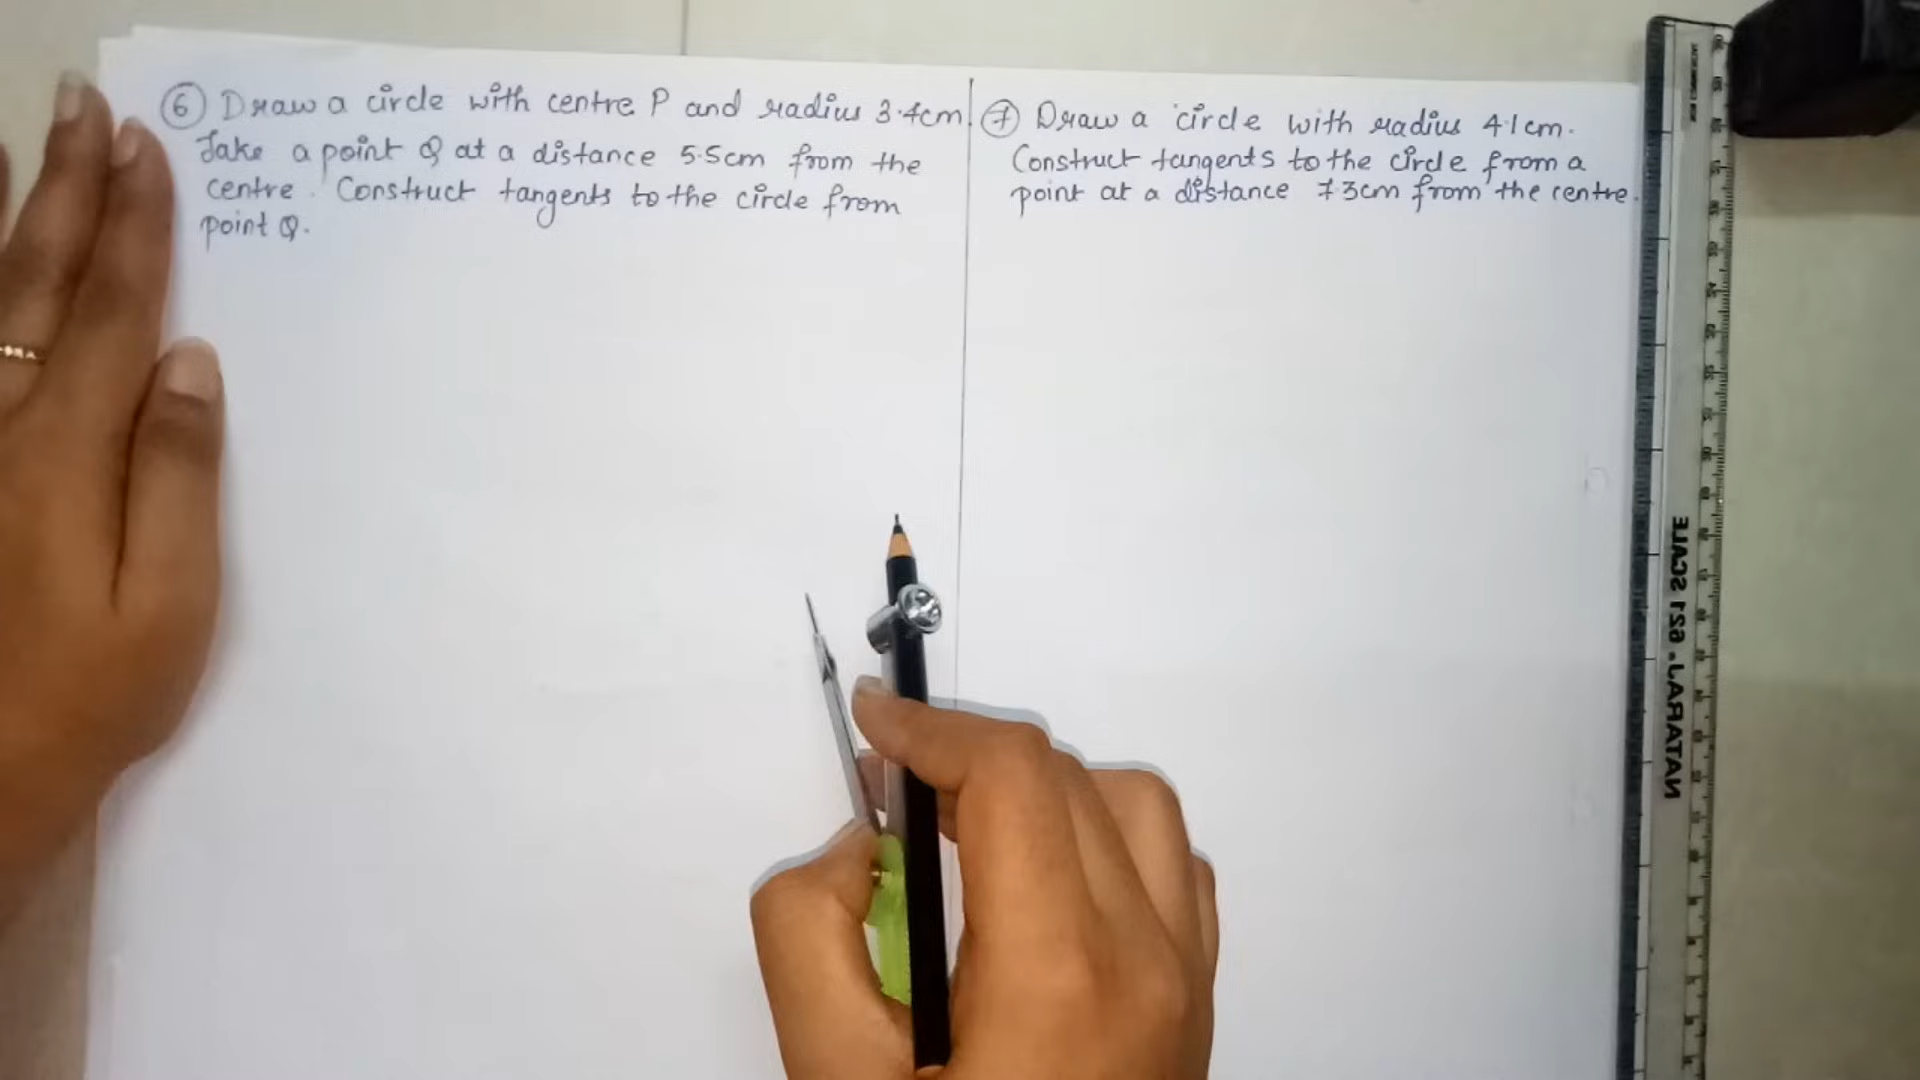 ⑥ Draw a circle with centre P and radius 3.4cm.
Take a point Q at a distance 5.5cm from the
centre. Construct tangents to the circle from
point Q.
⑦ Draw a circle with radius 4.1cm.
Construct tangents to the circle from a
point at a distance 7.3cm from the centre.
NATARAJ. 621 SCALE